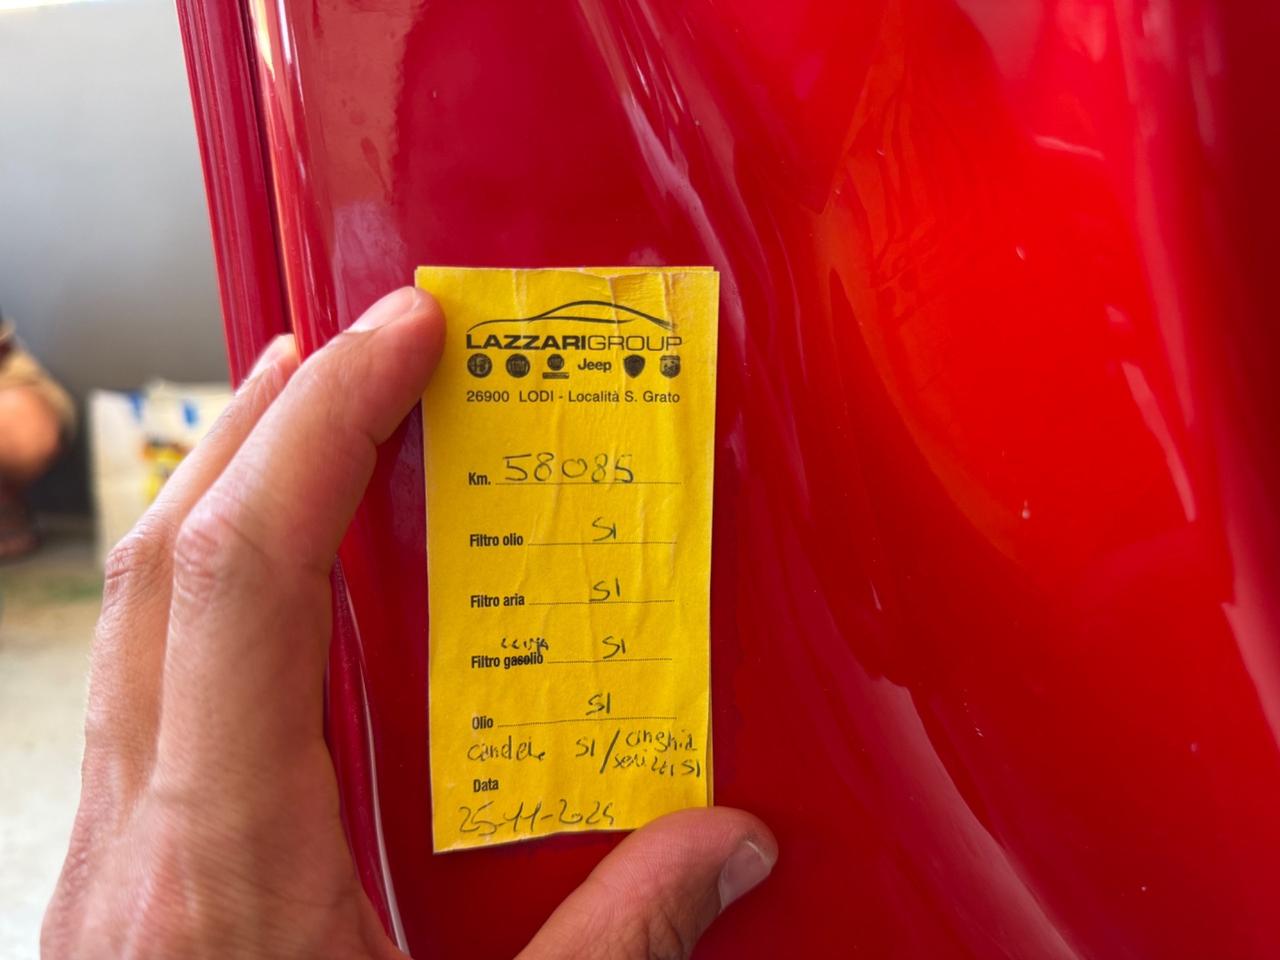 LAZZARIGROUP
Jeep
26900 LODI - Località S. Grato
Km. 58085
Filtro olio SI
Filtro aria SI
clima
Filtro gasolio SI
Olio SI
candele SI / cinghia
servizi SI
Data
25-11-2024